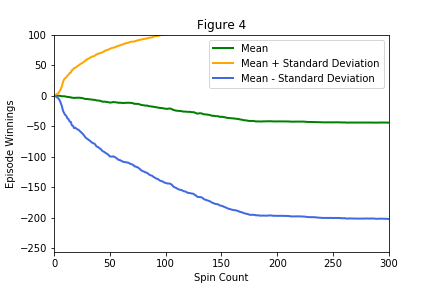 Figure 4
Mean
Mean + Standard Deviation
Mean - Standard Deviation
Episode Winnings
100
50
0
−50
−100
−150
−200
−250
0 50 100 150 200 250 300
Spin Count